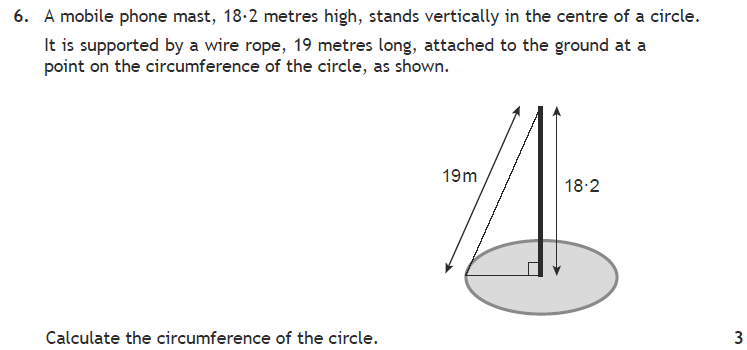 6. A mobile phone mast, 18·2 metres high, stands vertically in the centre of a circle.
It is supported by a wire rope, 19 metres long, attached to the ground at a
point on the circumference of the circle, as shown.
19m
18·2
Calculate the circumference of the circle. 3